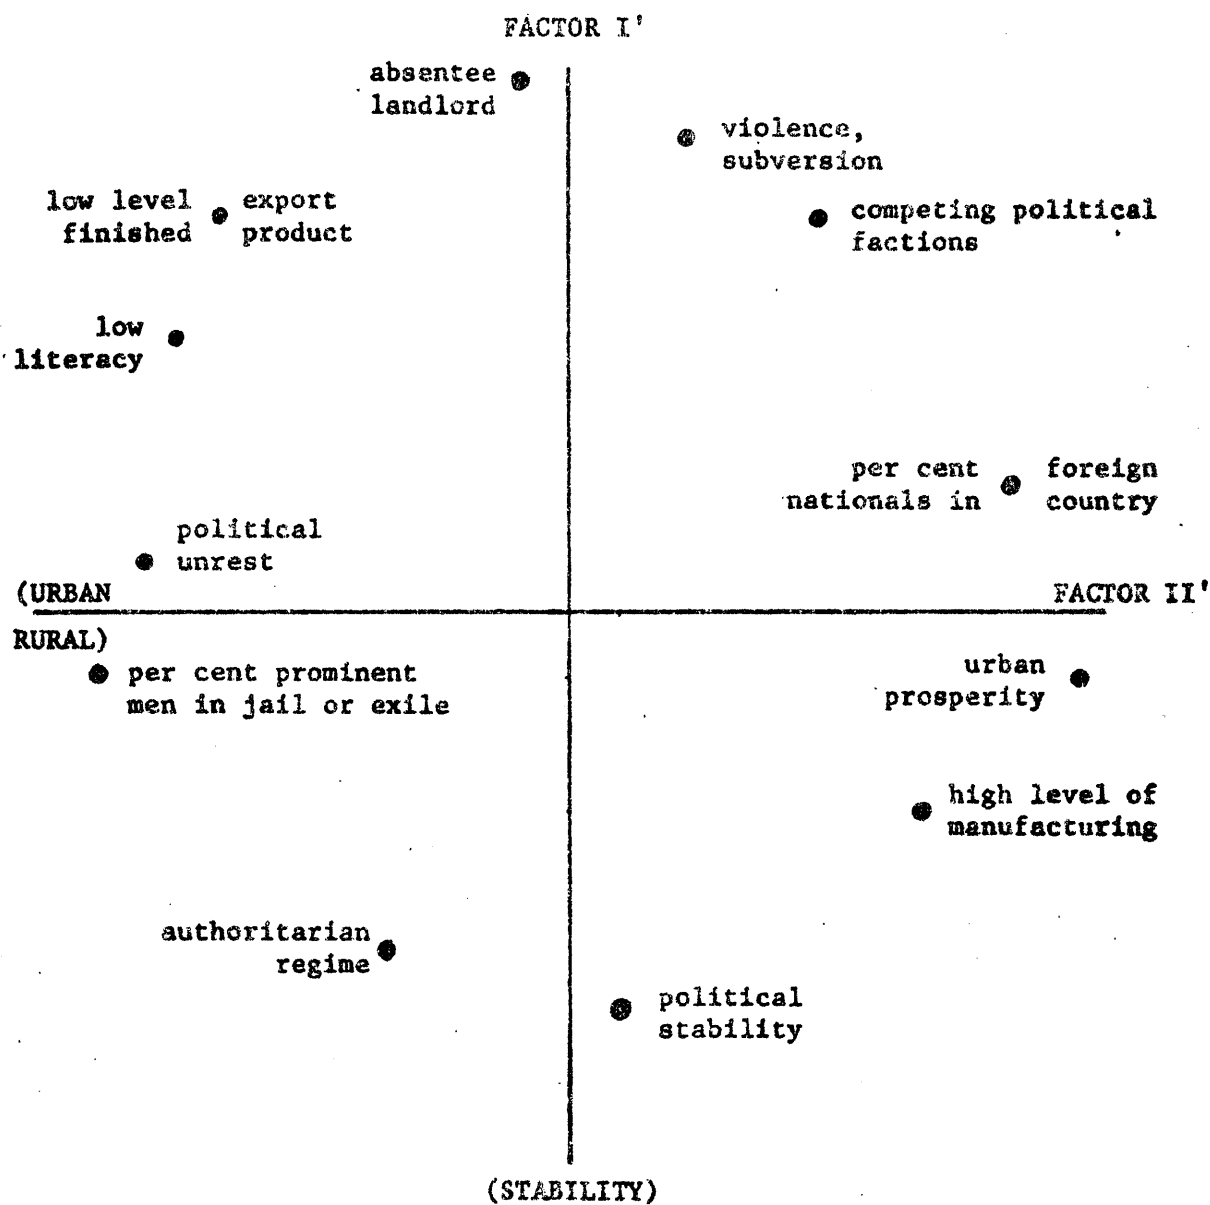 FACTOR I'
absentee
landlord
violence,
subversion
low level export
finished product
competing political
factions
low
literacy
per cent foreign
nationals in country
political
unrest
(URBAN
FACTOR II'
RURAL)
per cent prominent
men in jail or exile
urban
prosperity
high level of
manufacturing
authoritarian
regime
political
stability
(STABILITY)